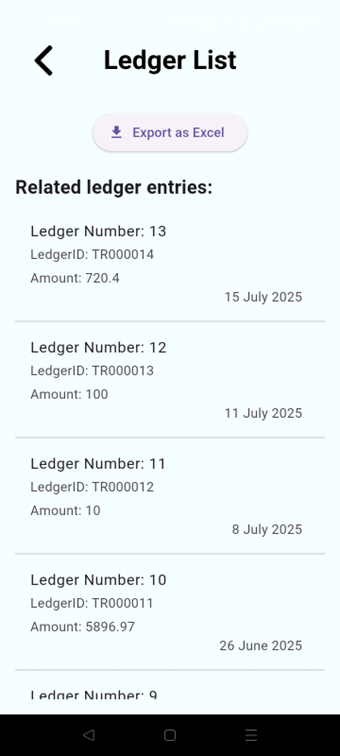 Ledger List
Export as Excel
Related ledger entries:
Ledger Number: 13
LedgerID: TR000014
Amount: 720.4
15 July 2025
Ledger Number: 12
LedgerID: TR000013
Amount: 100
11 July 2025
Ledger Number: 11
LedgerID: TR000012
Amount: 10
8 July 2025
Ledger Number: 10
LedgerID: TR000011
Amount: 5896.97
26 June 2025
Ledger Number: 9